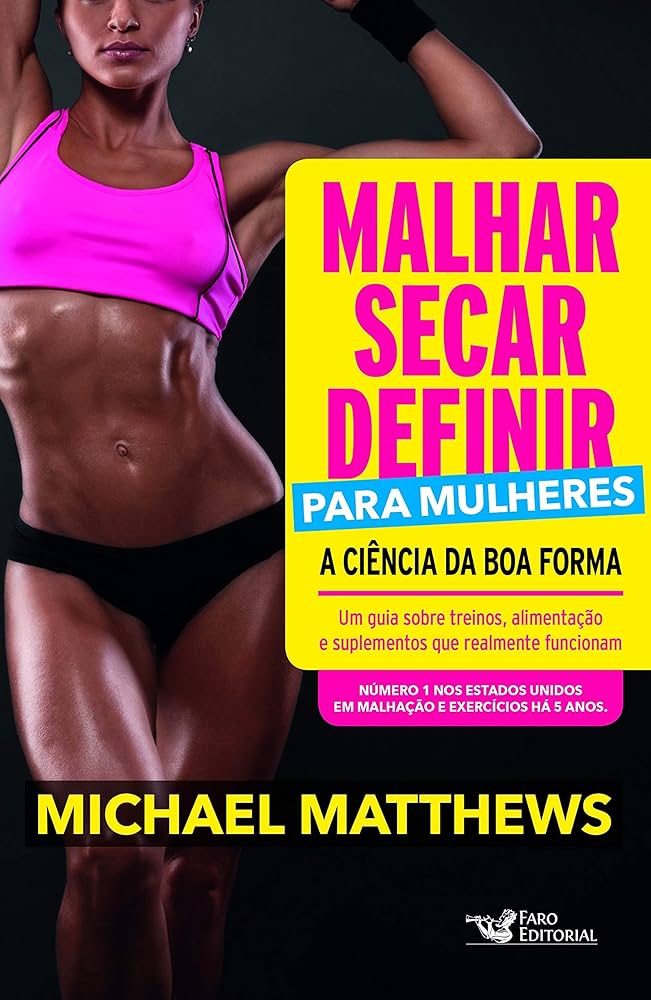 MALHAR
SECAR
DEFINIR
PARA MULHERES
A CIÊNCIA DA BOA FORMA
Um guia sobre treinos, alimentação
e suplementos que realmente funcionam
NÚMERO 1 NOS ESTADOS UNIDOS
EM MALHAÇÃO E EXERCÍCIOS HÁ 5 ANOS.
MICHAEL MATTHEWS
FARO
EDITORIAL